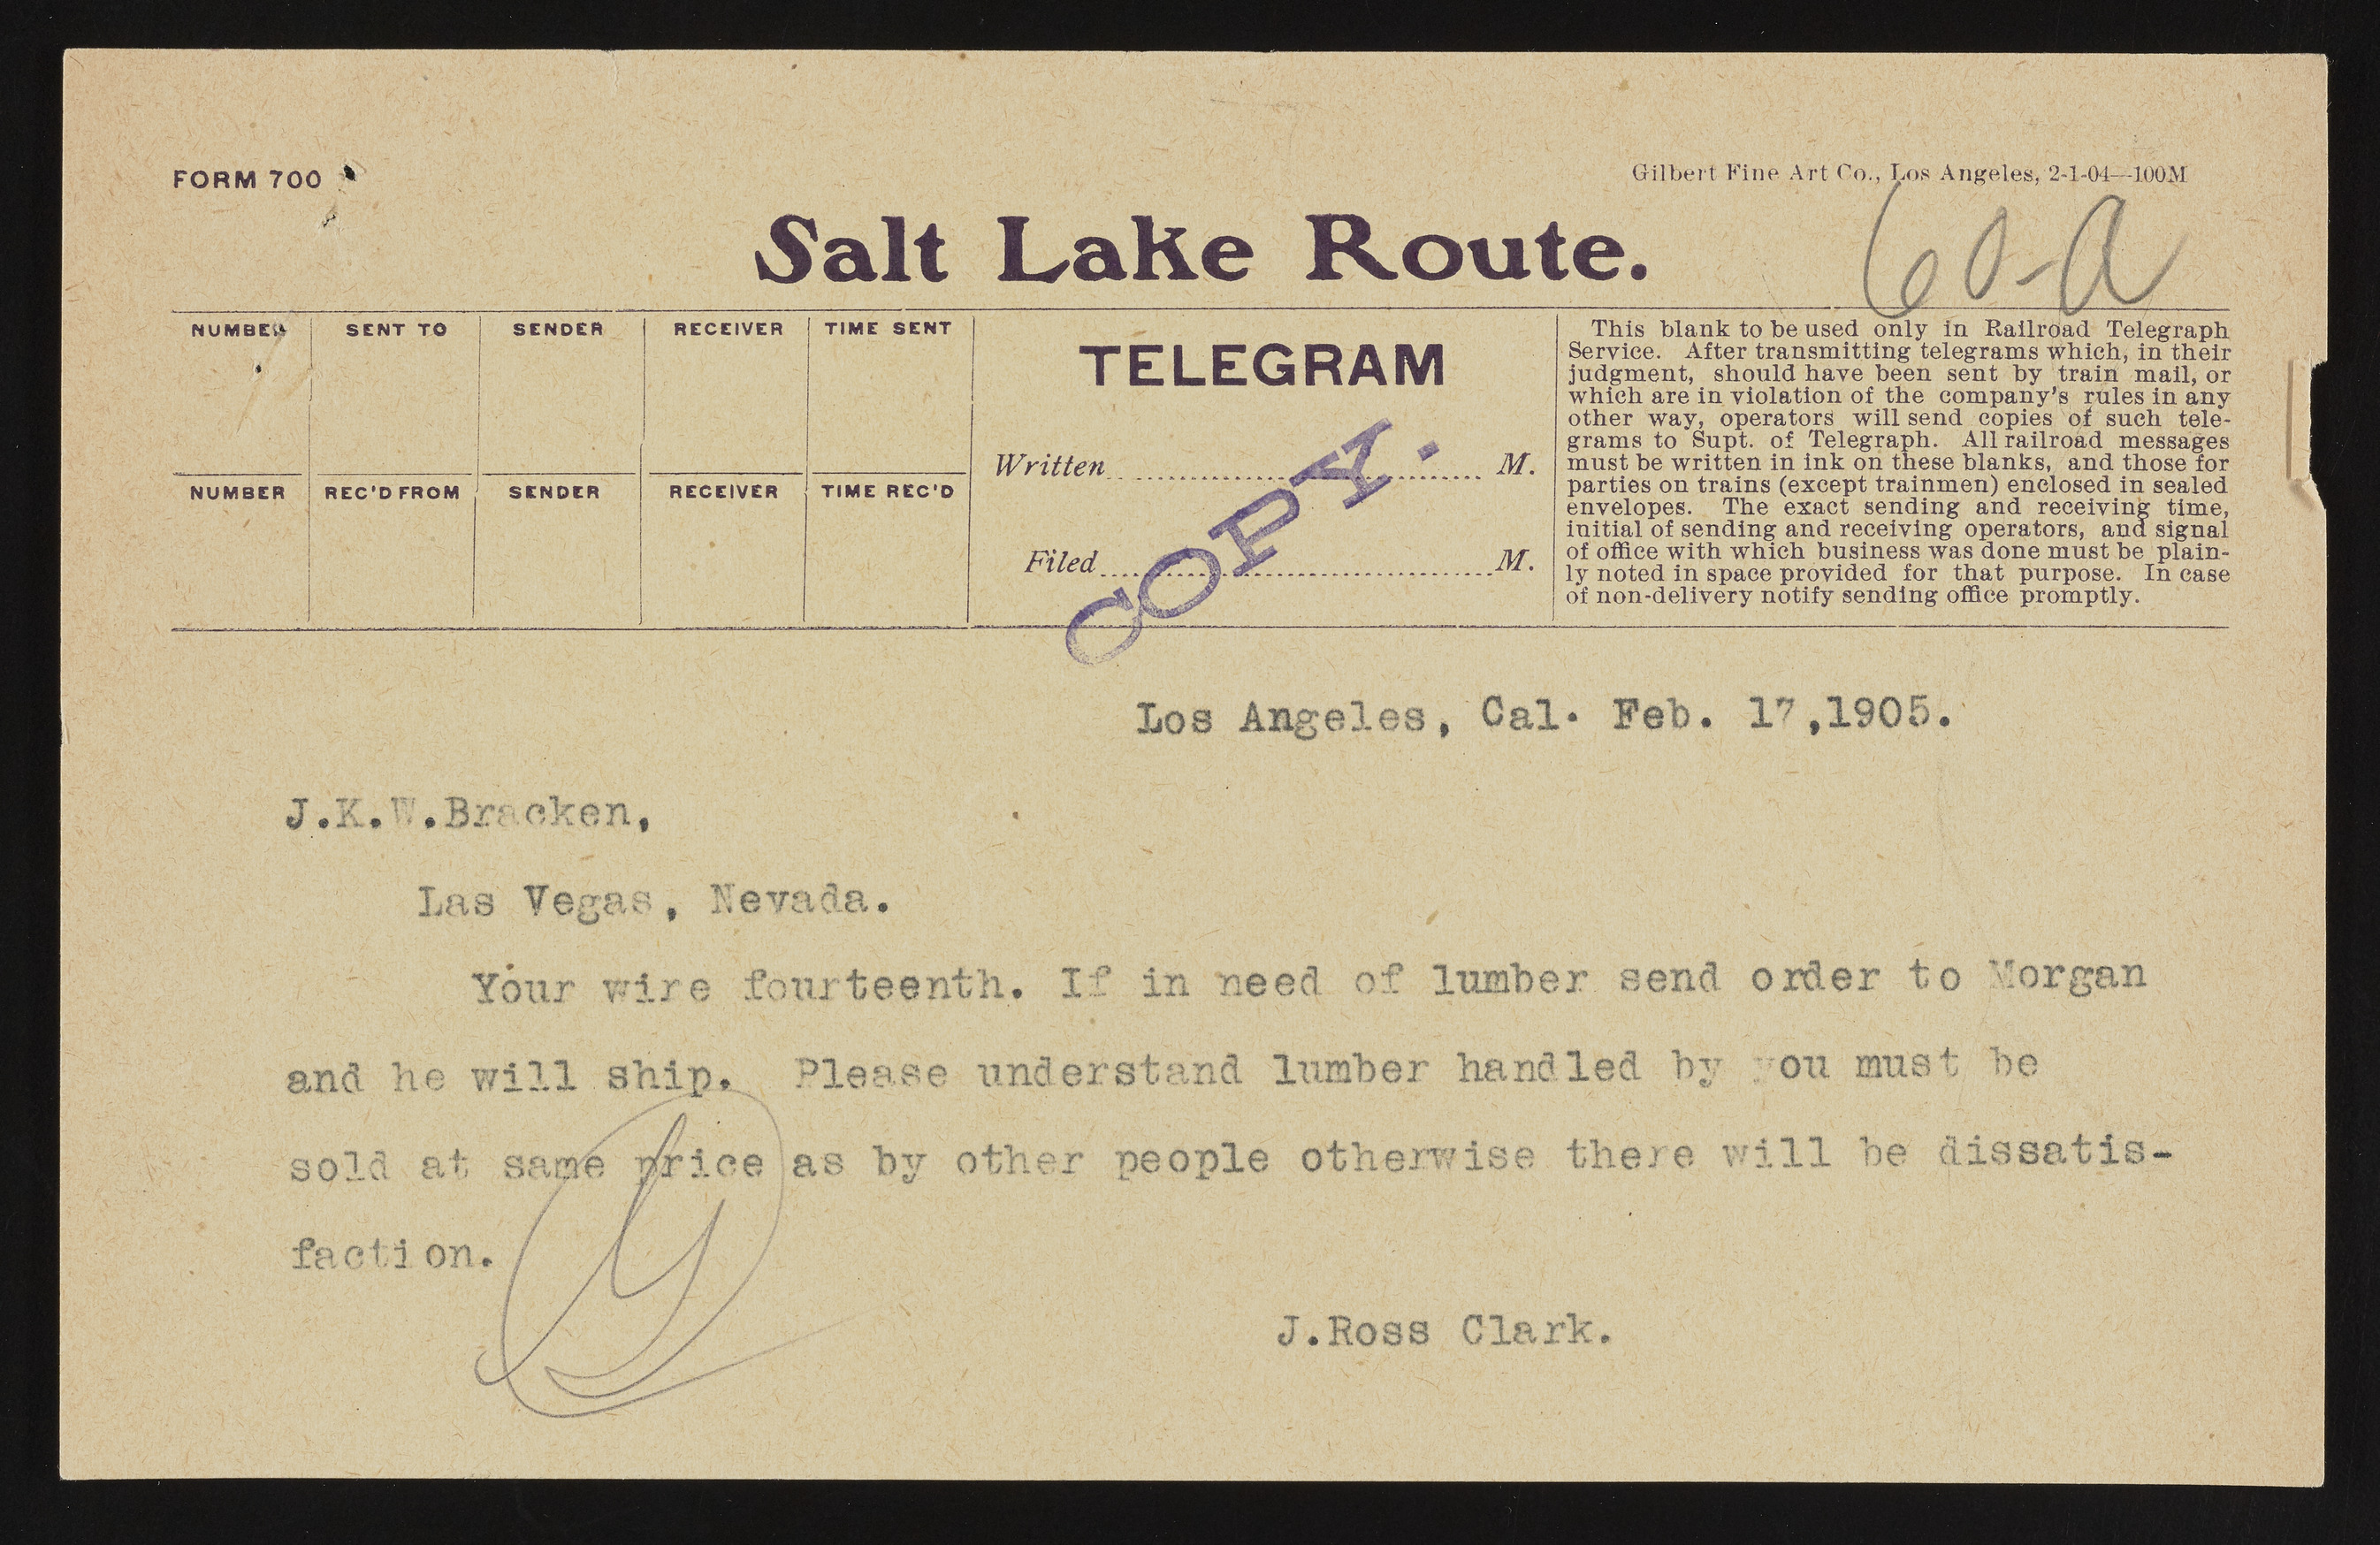 FORM 700
Gilbert Fine Art Co., Los Angeles, 2-1-04—100M
Salt Lake Route.
60-a
NUMBER SENT TO SENDER RECEIVER TIME SENT
NUMBER REC'D FROM SENDER RECEIVER TIME REC'D
TELEGRAM
Written M.
Filed M.
COPY.
This blank to be used only in Railroad Telegraph
Service. After transmitting telegrams which, in their
judgment, should have been sent by train mail, or
which are in violation of the company's rules in any
other way, operators will send copies of such tele-
grams to Supt. of Telegraph. All railroad messages
must be written in ink on these blanks, and those for
parties on trains (except trainmen) enclosed in sealed
envelopes. The exact sending and receiving time,
initial of sending and receiving operators, and signal
of office with which business was done must be plain-
ly noted in space provided for that purpose. In case
of non-delivery notify sending office promptly.
Los Angeles, Cal. Feb. 17,1905.
J.K.W.Bracken,
Las Vegas, Nevada.
Your wire fourteenth. If in need of lumber send order to Morgan
and he will ship. Please understand lumber handled by you must be
sold at same price as by other people otherwise there will be dissatis-
faction.
J.Ross Clark.